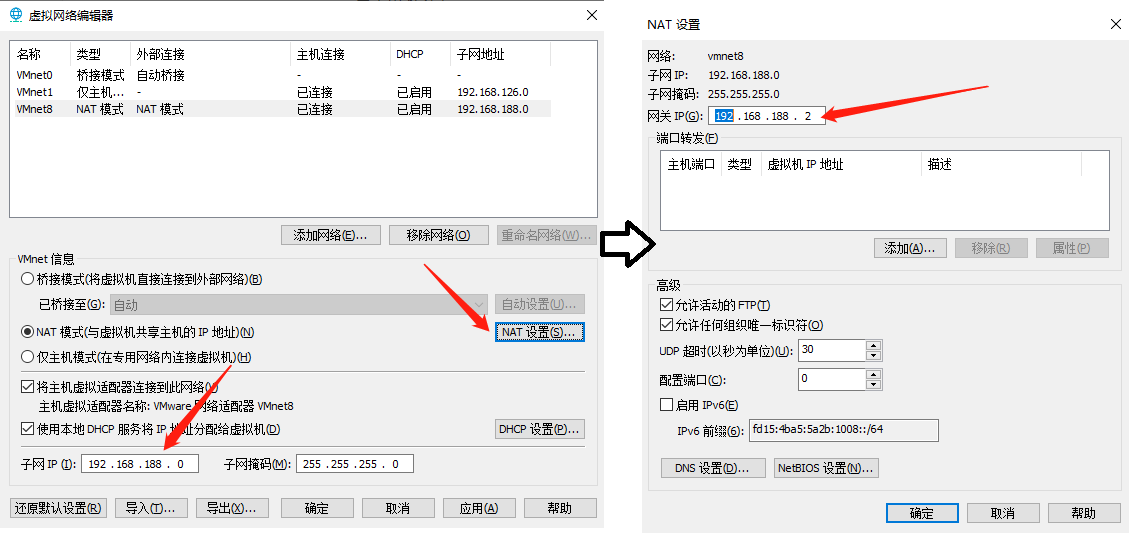 虚拟网络编辑器
名称 类型 外部连接 主机连接 DHCP 子网地址
VMnet0 桥接模式 自动桥接 - - -
VMnet1 仅主机... - 已连接 已启用 192.168.126.0
VMnet8 NAT 模式 NAT 模式 已连接 已启用 192.168.188.0
添加网络(E)... 移除网络(O) 重命名网络(W)...
VMnet 信息
桥接模式(将虚拟机直接连接到外部网络)(B)
已桥接至(G): 自动 自动设置(U)...
NAT 模式(与虚拟机共享主机的 IP 地址)(N) NAT 设置(S)...
仅主机模式(在专用网络内连接虚拟机)(H)
将主机虚拟适配器连接到此网络(V)
主机虚拟适配器名称: VMware 网络适配器 VMnet8
使用本地 DHCP 服务将 IP 地址分配给虚拟机(D) DHCP 设置(P)...
子网 IP (I): 192 . 168 . 188 . 0 子网掩码(M): 255 . 255 . 255 . 0
还原默认设置(R) 导入(T)... 导出(X)... 确定 取消 应用(A) 帮助
NAT 设置
网络: vmnet8
子网 IP: 192.168.188.0
子网掩码: 255.255.255.0
网关 IP(G): 192 . 168 . 188 . 2
端口转发(F)
主机端口 类型 虚拟机 IP 地址 描述
添加(A)... 移除(R) 属性(P)
高级
允许活动的 FTP(T)
允许任何组织唯一标识符(O)
UDP 超时(以秒为单位)(U): 30
配置端口(C): 0
启用 IPv6(E)
IPv6 前缀(6): fd15:4ba5:5a2b:1008::/64
DNS 设置(D)... NetBIOS 设置(N)...
确定 取消 帮助